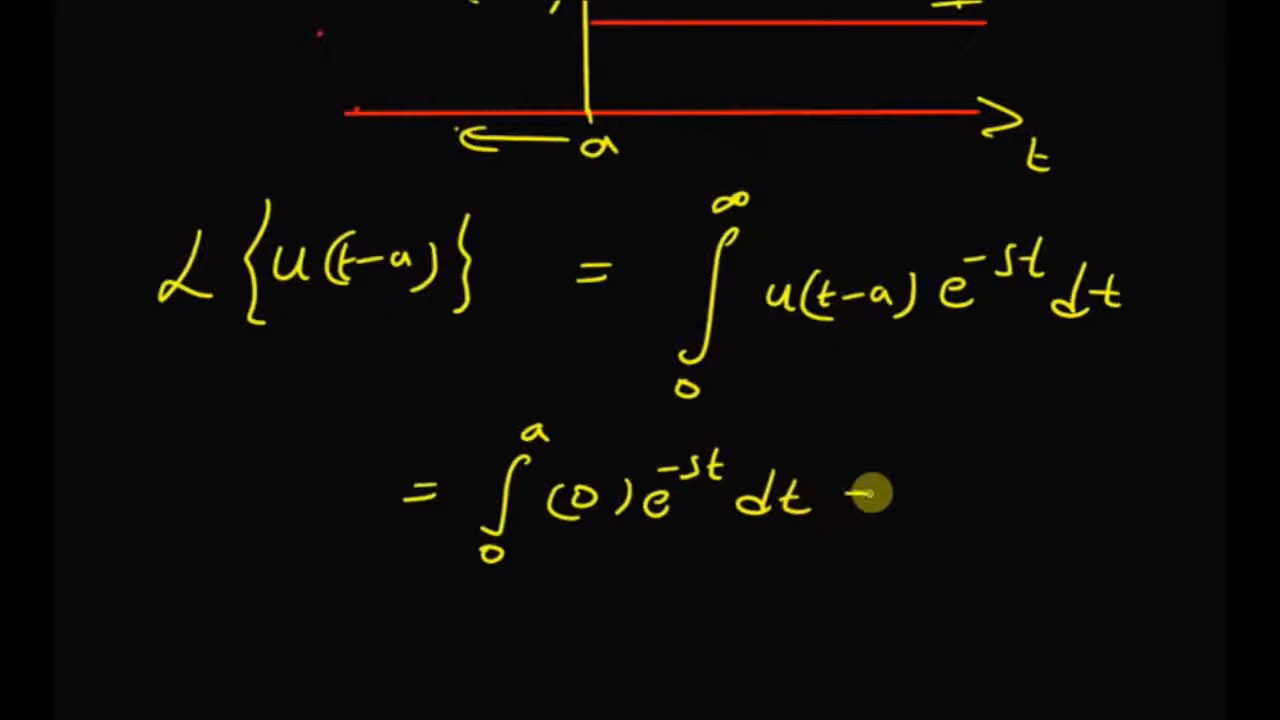 a
t
ℒ{u(t-a)} = ∫₀^∞ u(t-a) e^{-st} dt
= ∫₀^a (0) e^{-st} dt -